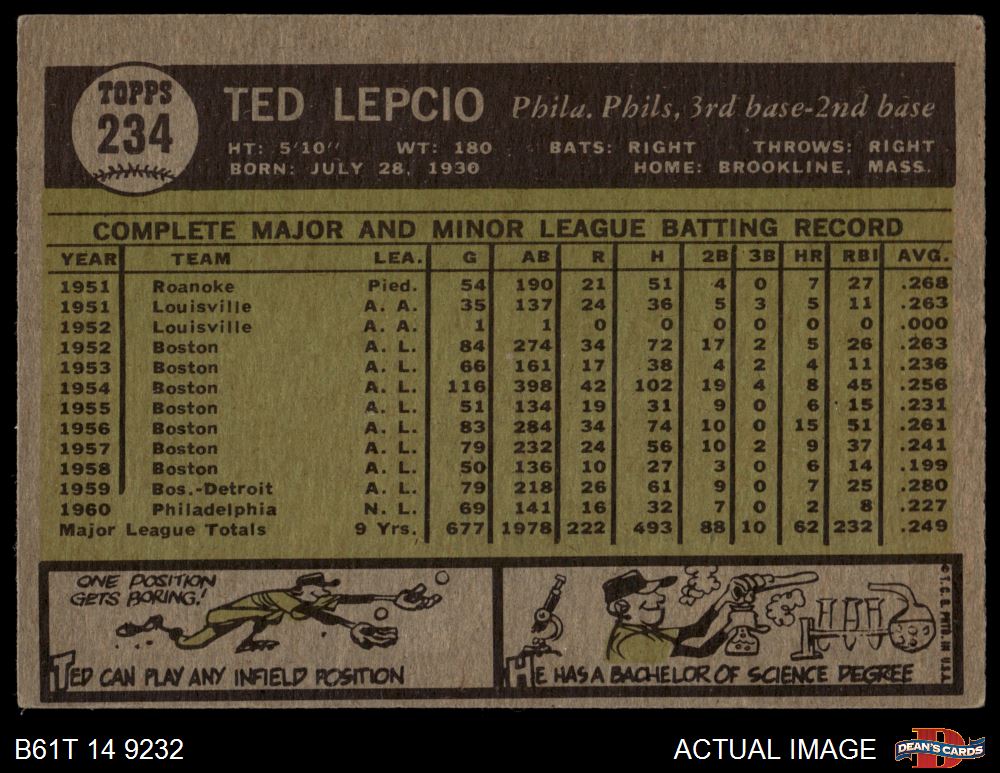 TOPPS
234
TED LEPCIO Phila. Phils, 3rd base-2nd base
HT: 5'10" WT: 180 BATS: RIGHT THROWS: RIGHT
BORN: JULY 28, 1930 HOME: BROOKLINE, MASS.
COMPLETE MAJOR AND MINOR LEAGUE BATTING RECORD
YEAR TEAM LEA. G AB R H 2B 3B HR RBI AVG.
1951 Roanoke Pied. 54 190 21 51 4 0 7 27 .268
1951 Louisville A. A. 35 137 24 36 5 3 5 11 .263
1952 Louisville A. A. 1 1 0 0 0 0 0 0 .000
1952 Boston A. L. 84 274 34 72 17 2 5 26 .263
1953 Boston A. L. 66 161 17 38 4 2 4 11 .236
1954 Boston A. L. 116 398 42 102 19 4 8 45 .256
1955 Boston A. L. 51 134 19 31 9 0 6 15 .231
1956 Boston A. L. 83 284 34 74 10 0 15 51 .261
1957 Boston A. L. 79 232 24 56 10 2 9 37 .241
1958 Boston A. L. 50 136 10 27 3 0 6 14 .199
1959 Bos.-Detroit A. L. 79 218 26 61 9 0 7 25 .280
1960 Philadelphia N. L. 69 141 16 32 7 0 2 8 .227
Major League Totals 9 Yrs. 677 1978 222 493 88 10 62 232 .249
ONE POSITION
GETS BORING!
TED CAN PLAY ANY INFIELD POSITION
HE HAS A BACHELOR OF SCIENCE DEGREE
© T.C.G. PRTD. IN U.S.A.
B61T 14 9232
ACTUAL IMAGE
DEAN'S CARDS